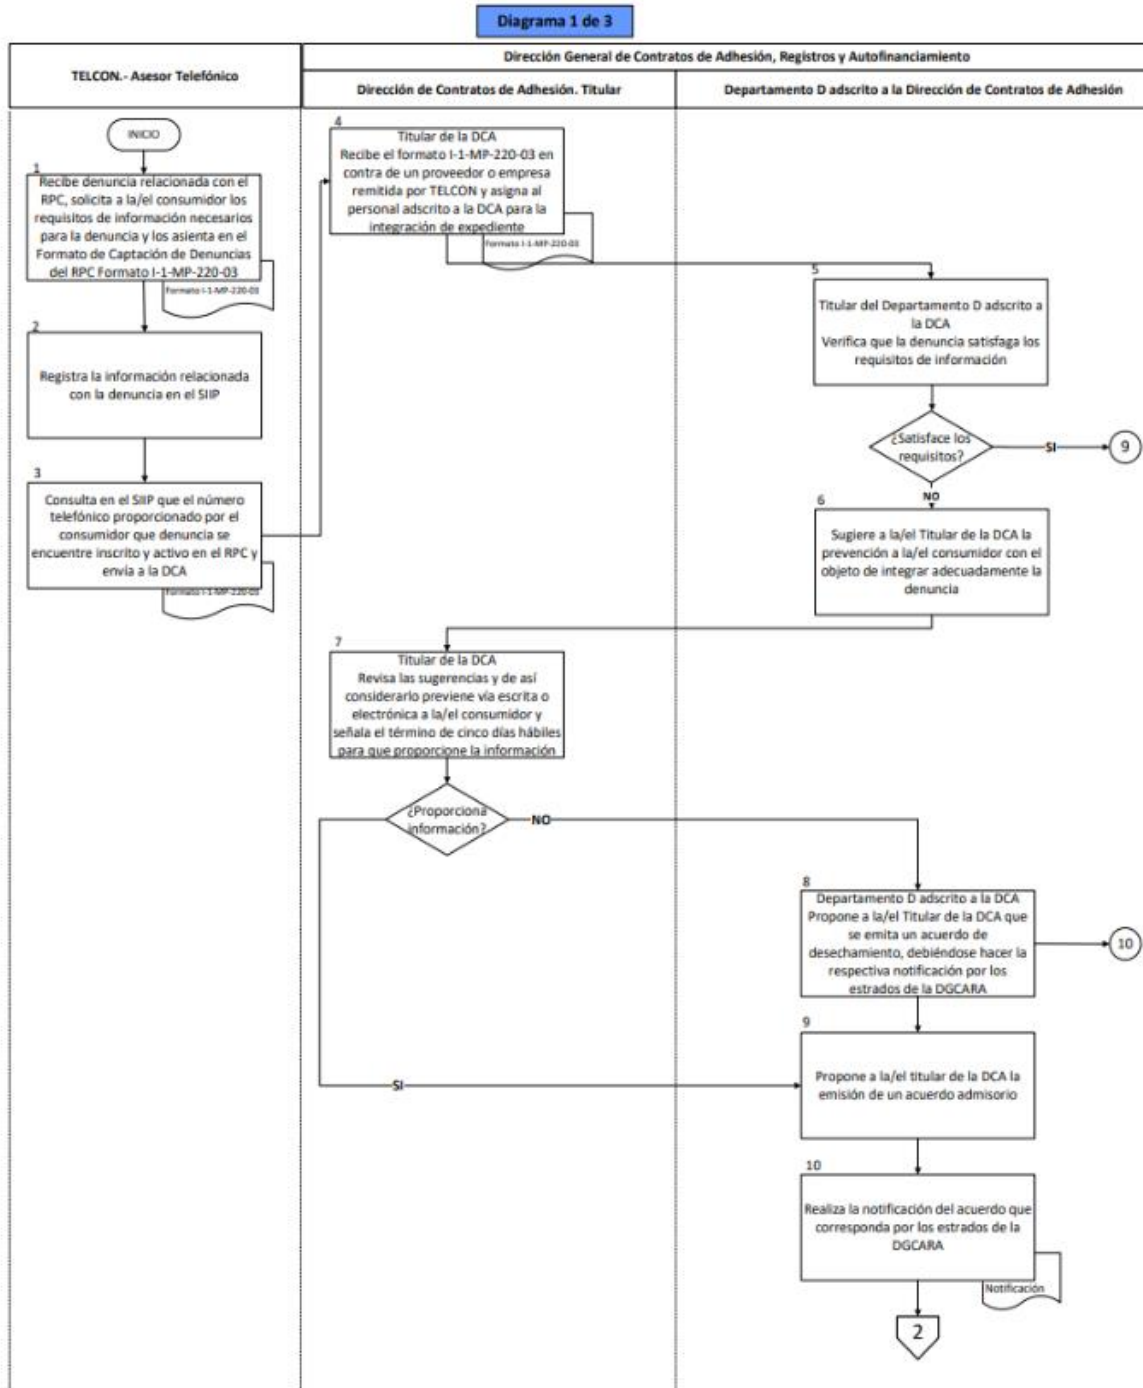 Diagrama 1 de 3
TELCON.- Asesor Telefónico
Dirección General de Contratos de Adhesión, Registros y Autofinanciamiento
Dirección de Contratos de Adhesión. Titular
Departamento D adscrito a la Dirección de Contratos de Adhesión
INICIO
1
Recibe denuncia relacionada con el
RPC, solicita a la/el consumidor los
requisitos de información necesarios
para la denuncia y los asienta en el
Formato de Captación de Denuncias
del RPC Formato I-1-MP-220-03
Formato I-1-MP-220-03
2
Registra la información relacionada
con la denuncia en el SIIP
3
Consulta en el SIIP que el número
telefónico proporcionado por el
consumidor que denuncia se
encuentre inscrito y activo en el RPC y
envía a la DCA
Formato I-1-MP-220-03
4
Titular de la DCA
Recibe el formato I-1-MP-220-03 en
contra de un proveedor o empresa
remitida por TELCON y asigna al
personal adscrito a la DCA para la
integración de expediente
Formato I-1-MP-220-03
5
Titular del Departamento D adscrito a
la DCA
Verifica que la denuncia satisfaga los
requisitos de información
¿Satisface los
requisitos?
SI
9
NO
6
Sugiere a la/el Titular de la DCA la
prevención a la/el consumidor con el
objeto de integrar adecuadamente la
denuncia
7
Titular de la DCA
Revisa las sugerencias y de así
considerarlo previene vía escrita o
electrónica a la/el consumidor y
señala el término de cinco días hábiles
para que proporcione la información
¿Proporciona
información?
NO
8
Departamento D adscrito a la DCA
Propone a la/el Titular de la DCA que
se emita un acuerdo de
desechamiento, debiéndose hacer la
respectiva notificación por los
estrados de la DGCARA
10
SI
9
Propone a la/el titular de la DCA la
emisión de un acuerdo admisorio
10
Realiza la notificación del acuerdo que
corresponda por los estrados de la
DGCARA
Notificación
2